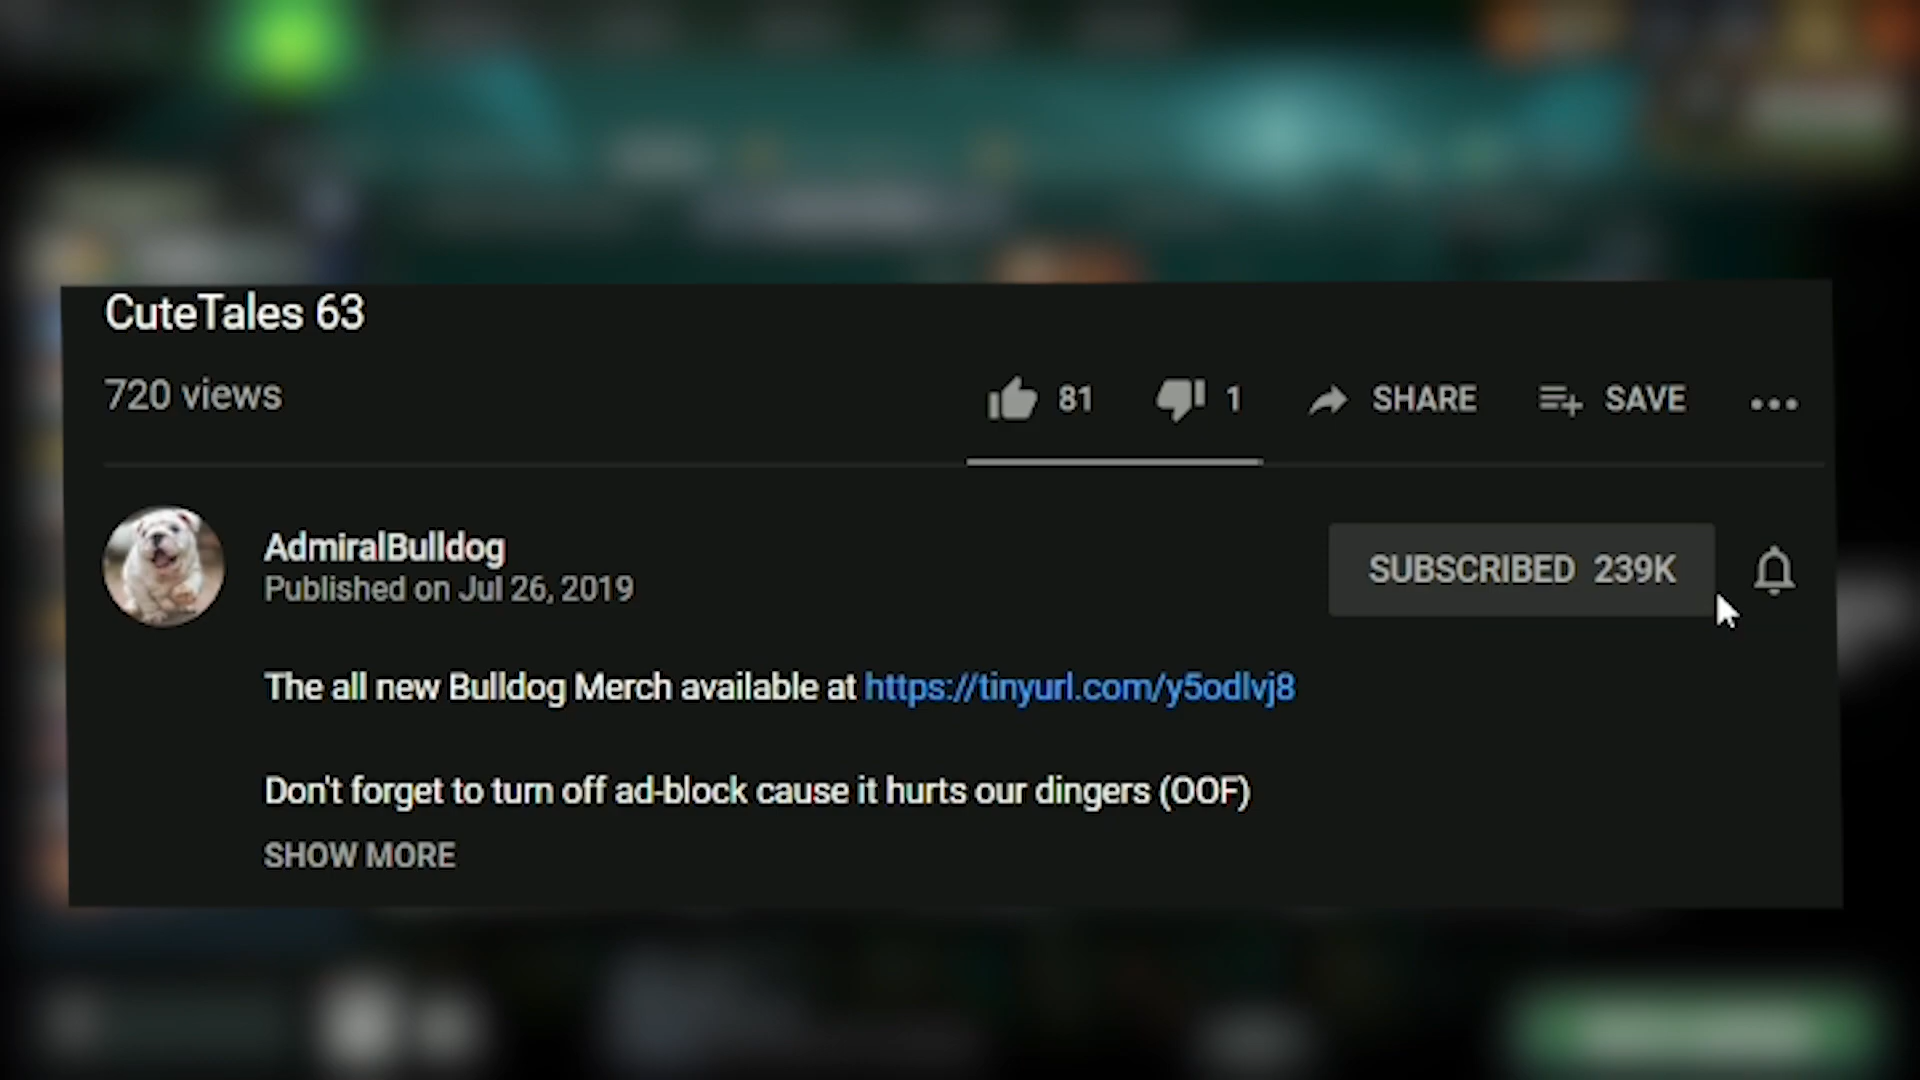 CuteTales 63
720 views
81 1 SHARE SAVE
AdmiralBulldog
Published on Jul 26, 2019
SUBSCRIBED 239K
The all new Bulldog Merch available at https://tinyurl.com/y5odlvj8
Don't forget to turn off ad-block cause it hurts our dingers (OOF)
SHOW MORE